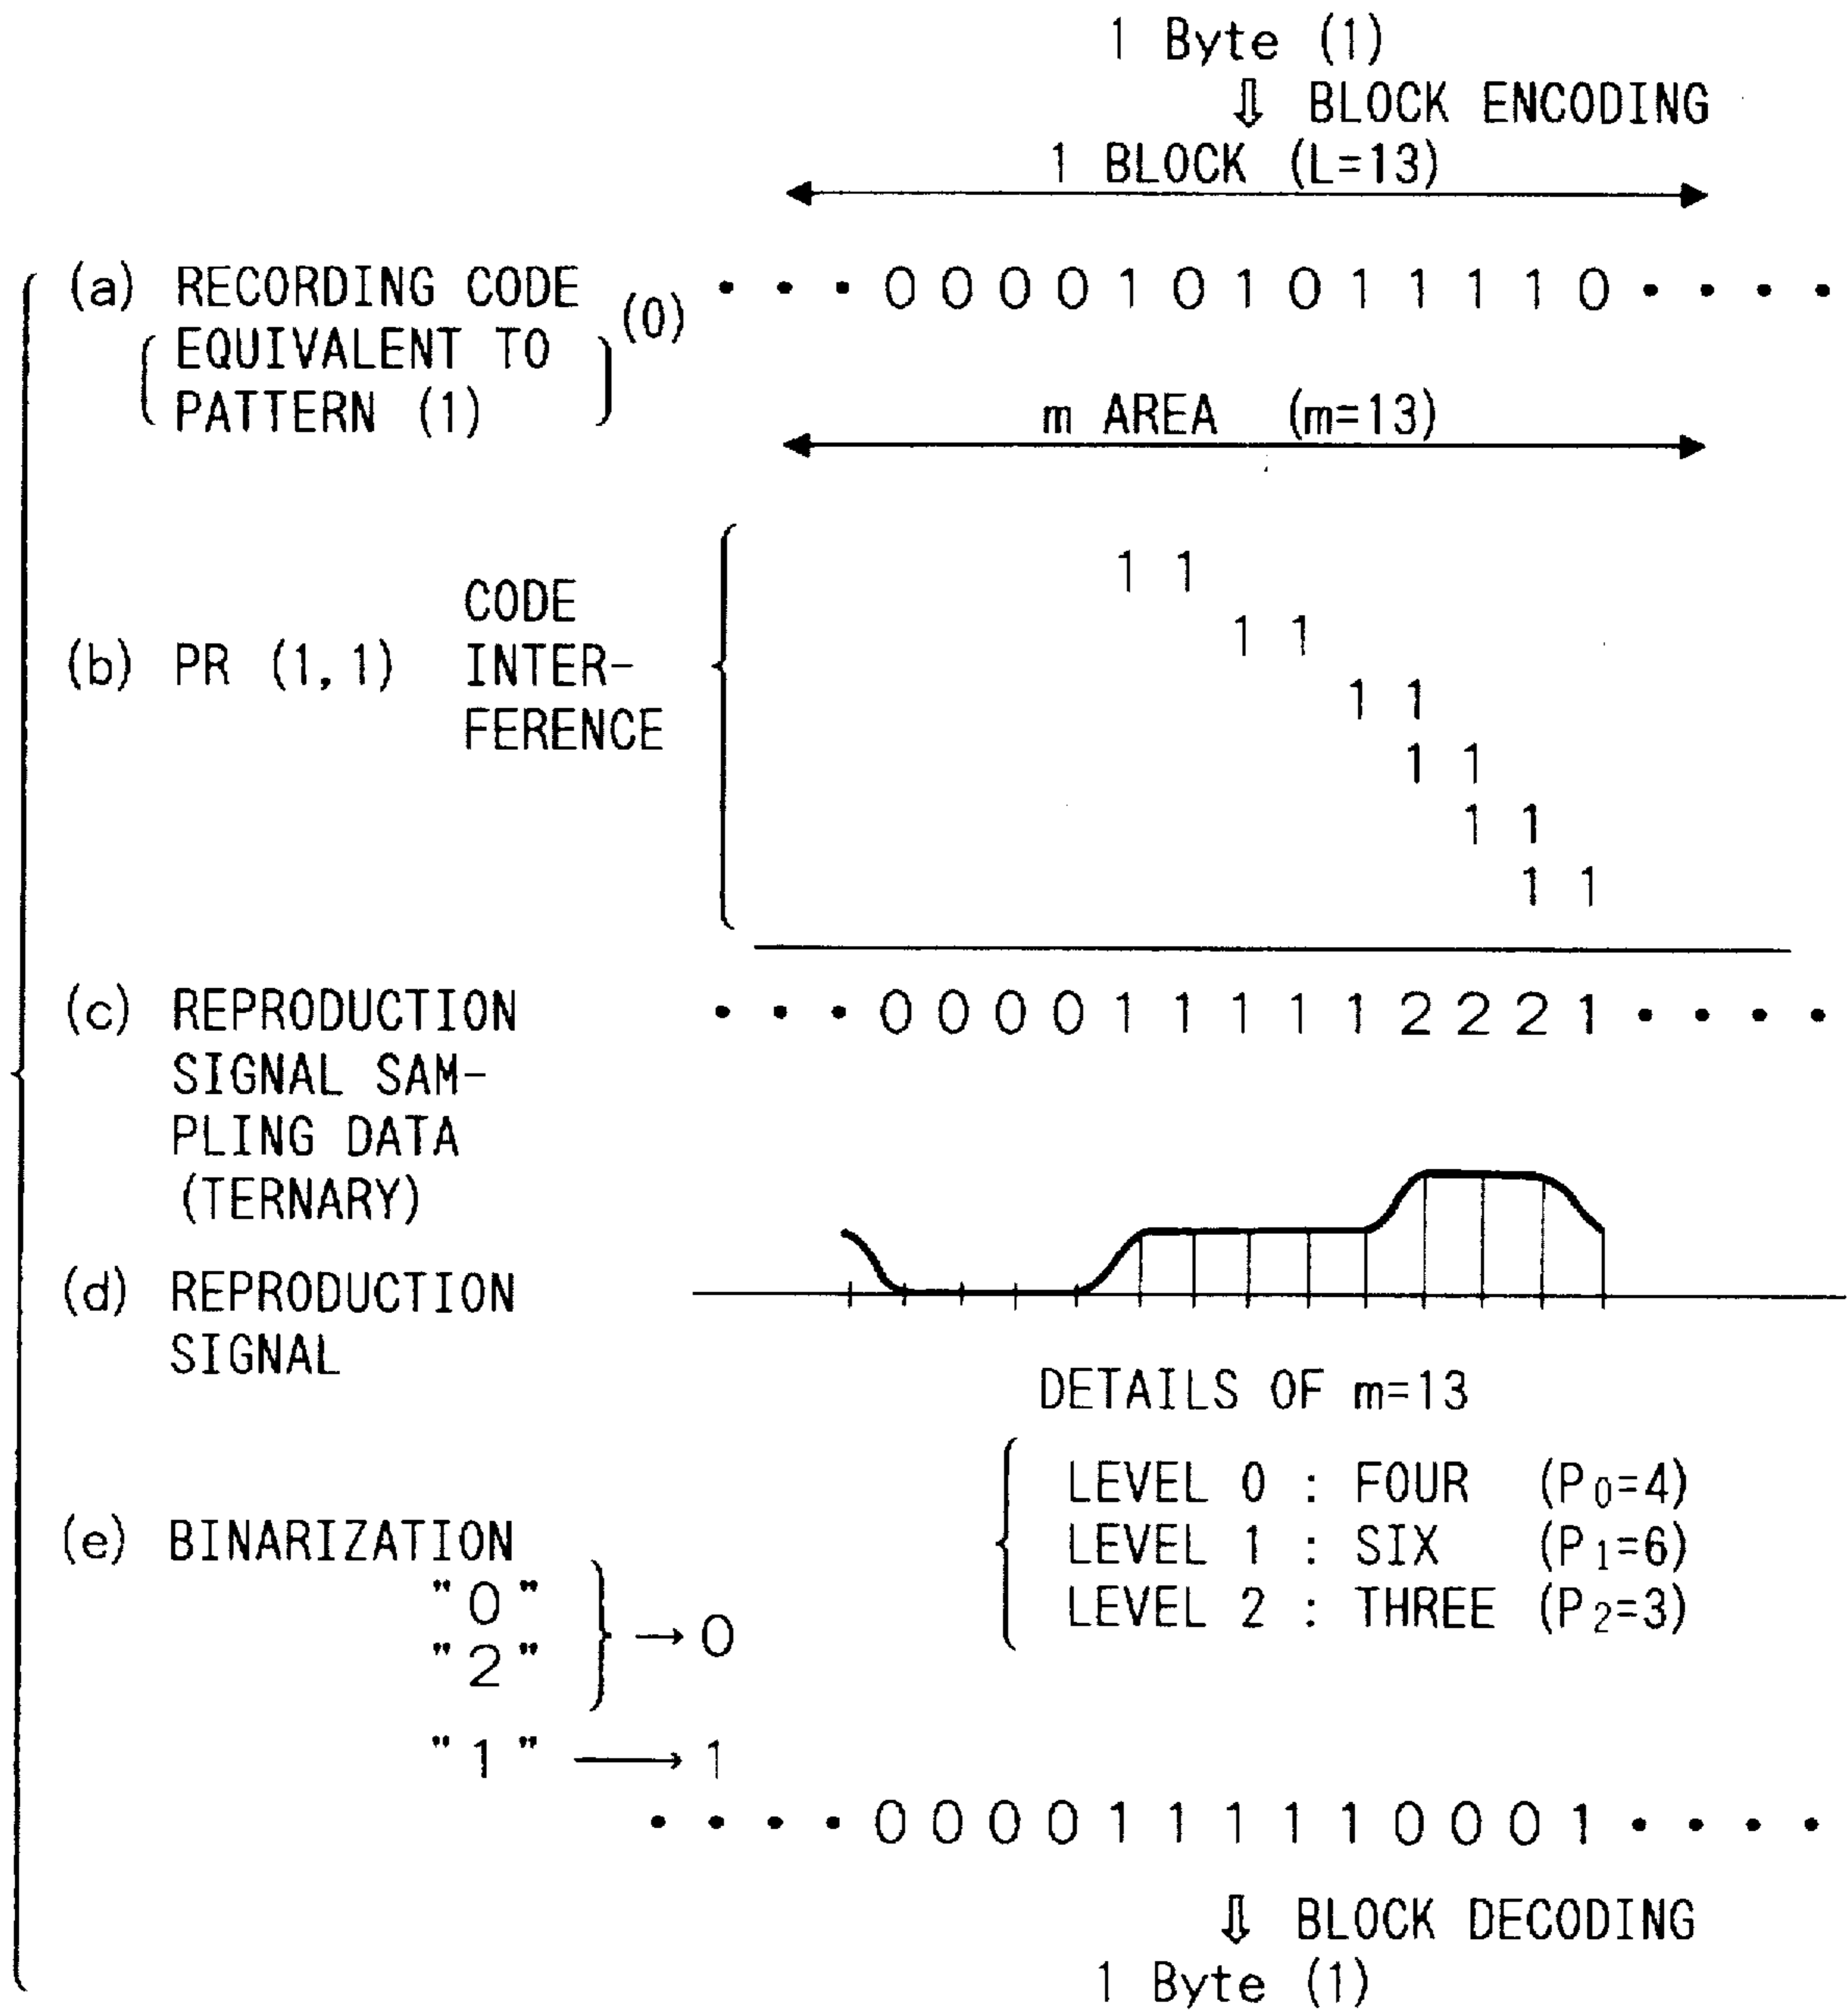 1 Byte (1)
⇓ BLOCK ENCODING
1 BLOCK (L=13)
(a) RECORDING CODE (0) • • • 0 0 0 0 1 0 1 0 1 1 1 1 0 • • • •
EQUIVALENT TO
PATTERN (1)
m AREA (m=13)
1 1
1 1
1 1
1 1
1 1
1 1
(b) PR (1,1) CODE
INTER-
FERENCE
(c) REPRODUCTION • • • 0 0 0 0 1 1 1 1 1 2 2 2 1 • • • •
SIGNAL SAM-
PLING DATA
(TERNARY)
(d) REPRODUCTION
SIGNAL
DETAILS OF m=13
LEVEL 0 : FOUR (P0=4)
LEVEL 1 : SIX (P1=6)
LEVEL 2 : THREE (P2=3)
(e) BINARIZATION
"0"
"2" → 0
"1" → 1
• • • • 0 0 0 0 1 1 1 1 1 0 0 0 1 • • • •
⇓ BLOCK DECODING
1 Byte (1)